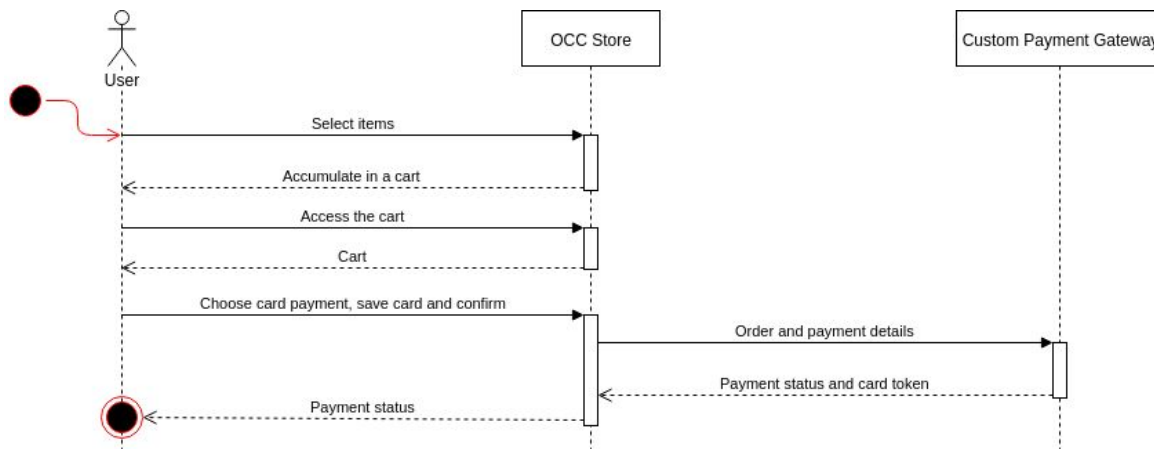 OCC Store
Custom Payment Gateway
User
Select items
Accumulate in a cart
Access the cart
Cart
Choose card payment, save card and confirm
Order and payment details
Payment status and card token
Payment status